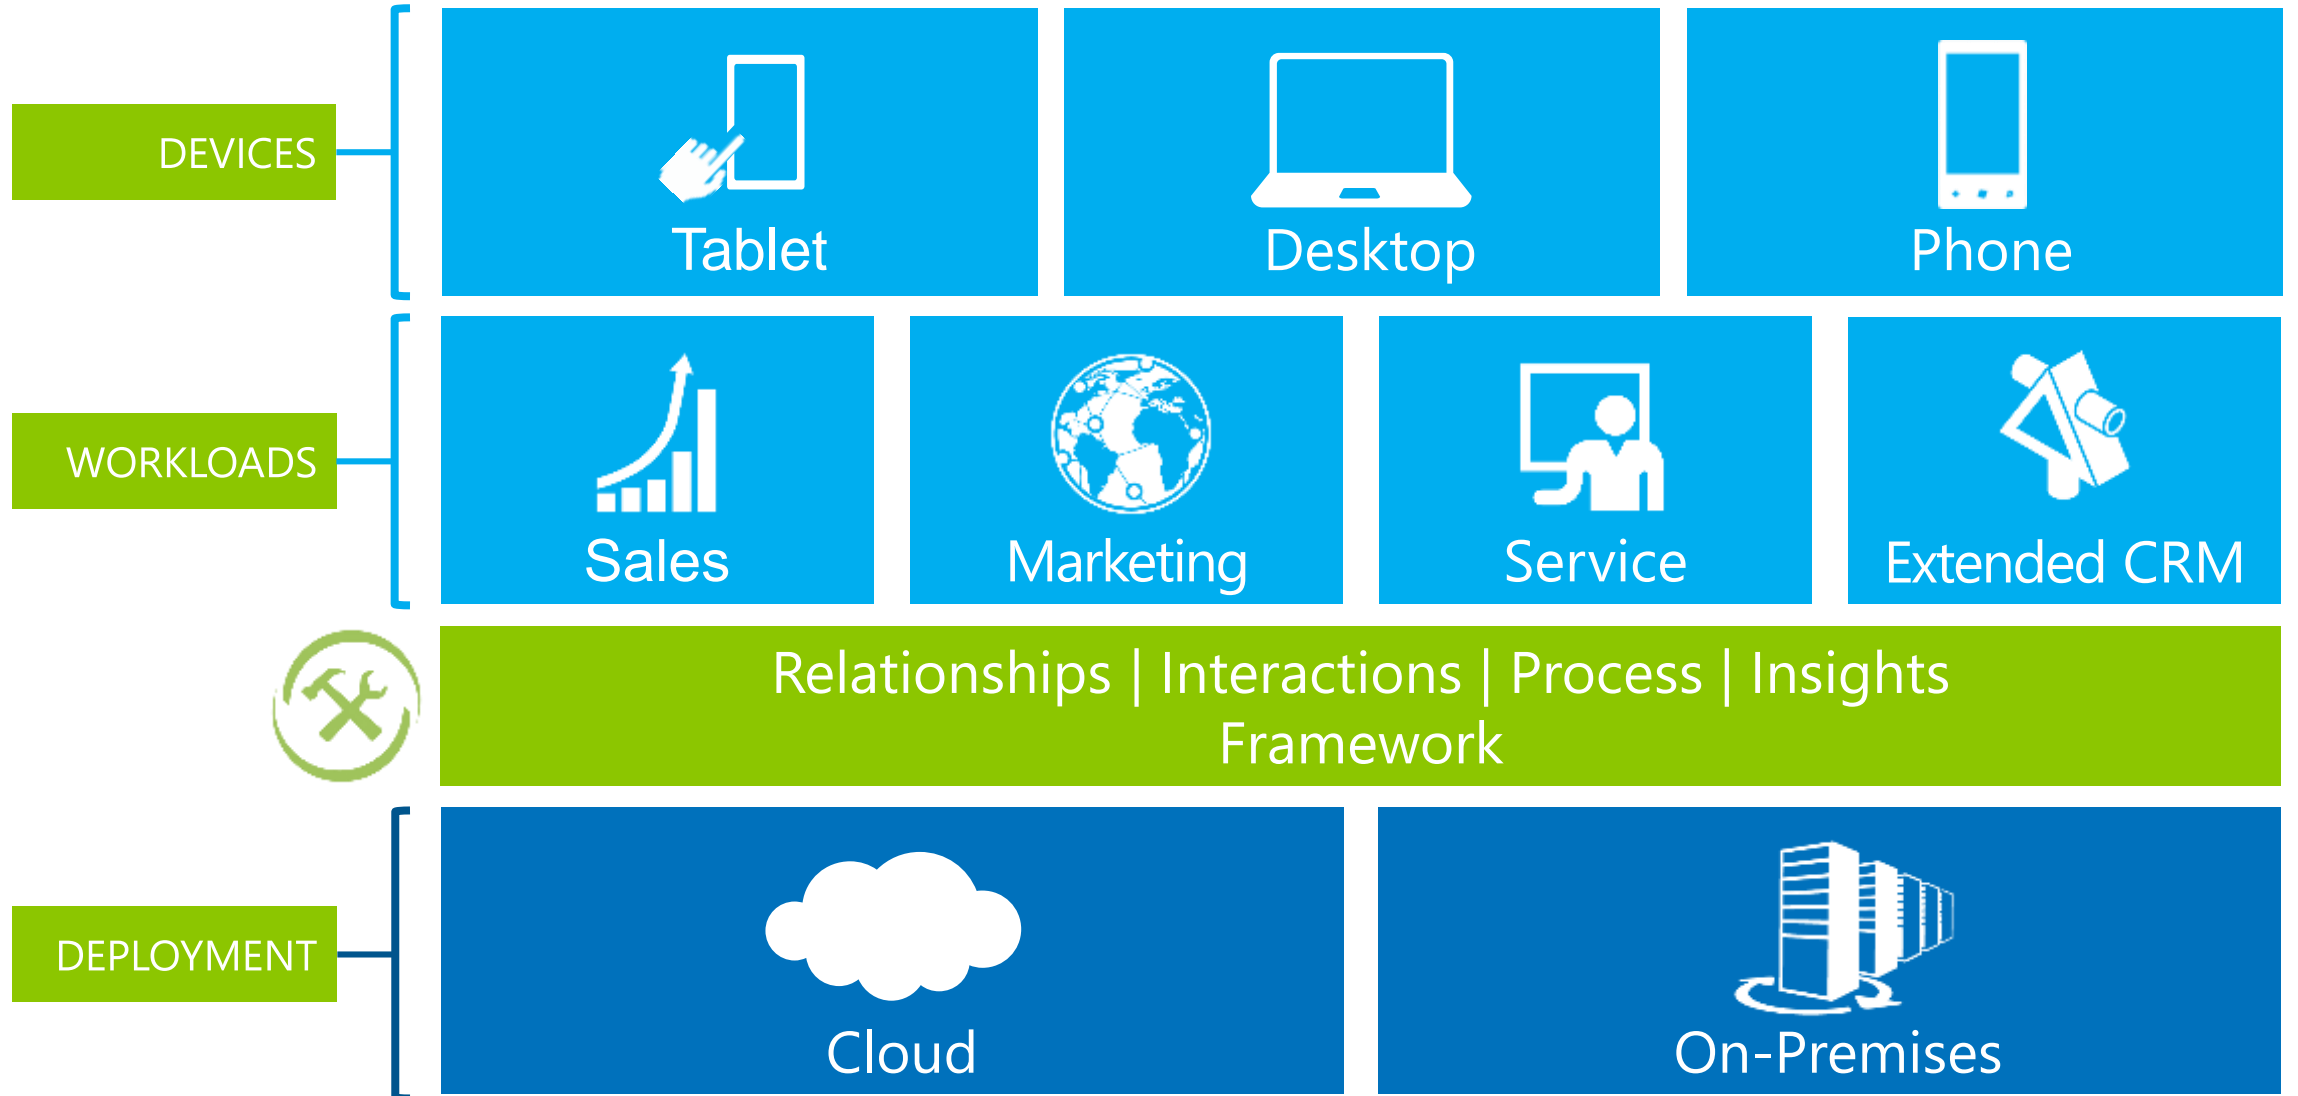 DEVICES
Tablet
Desktop
Phone
WORKLOADS
Sales
Marketing
Service
Extended CRM
Relationships | Interactions | Process | Insights
Framework
DEPLOYMENT
Cloud
On-Premises